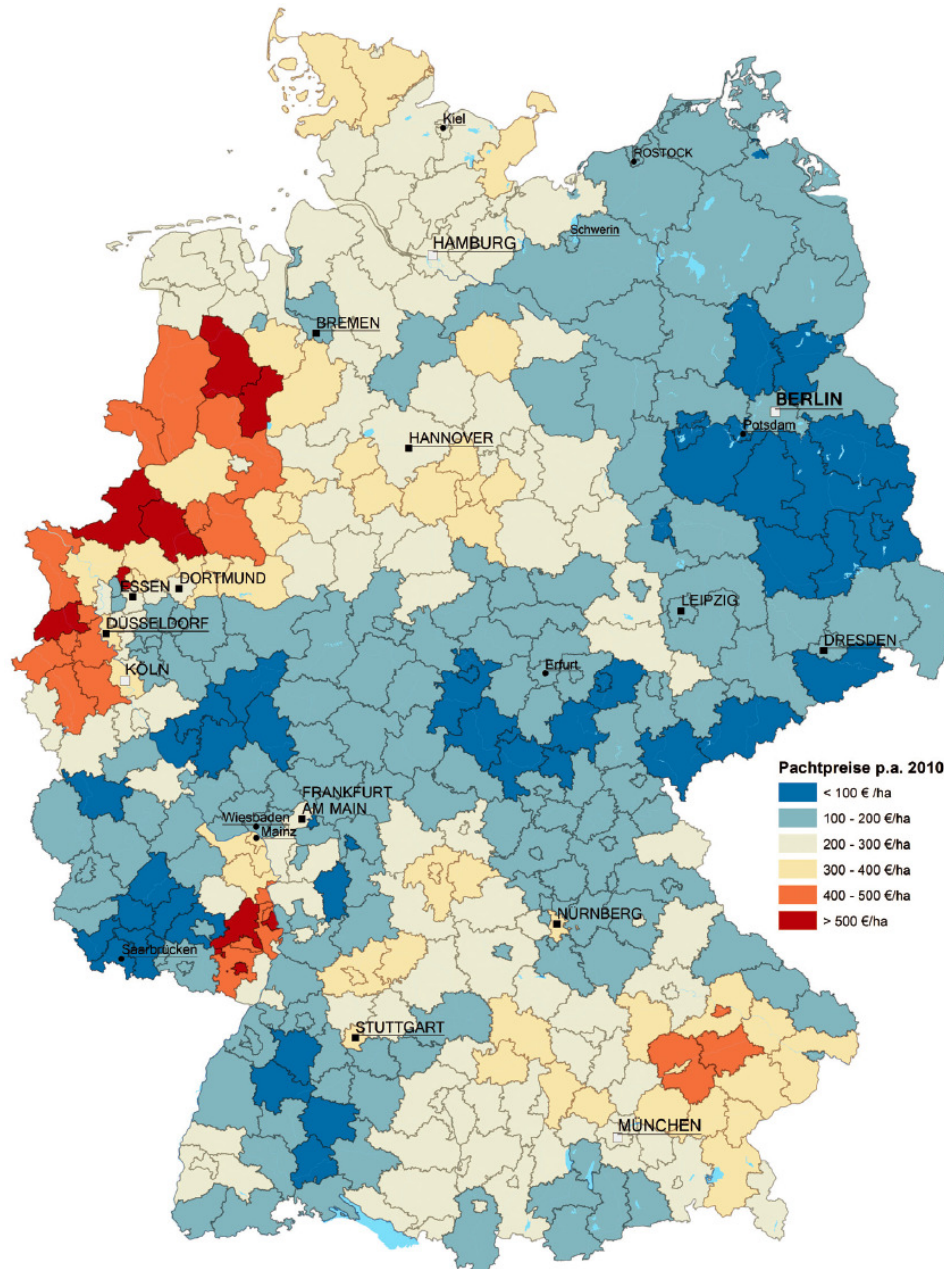 Kiel
ROSTOCK
Schwerin
HAMBURG
BREMEN
BERLIN
Potsdam
HANNOVER
DORTMUND
ESSEN
LEIPZIG
DÜSSELDORF
DRESDEN
Erfurt
KÖLN
Pachtpreise p.a. 2010
< 100 € /ha
100 - 200 €/ha
200 - 300 €/ha
300 - 400 €/ha
400 - 500 €/ha
> 500 €/ha
FRANKFURT
AM MAIN
Wiesbaden
Mainz
NÜRNBERG
Saarbrücken
STUTTGART
MÜNCHEN